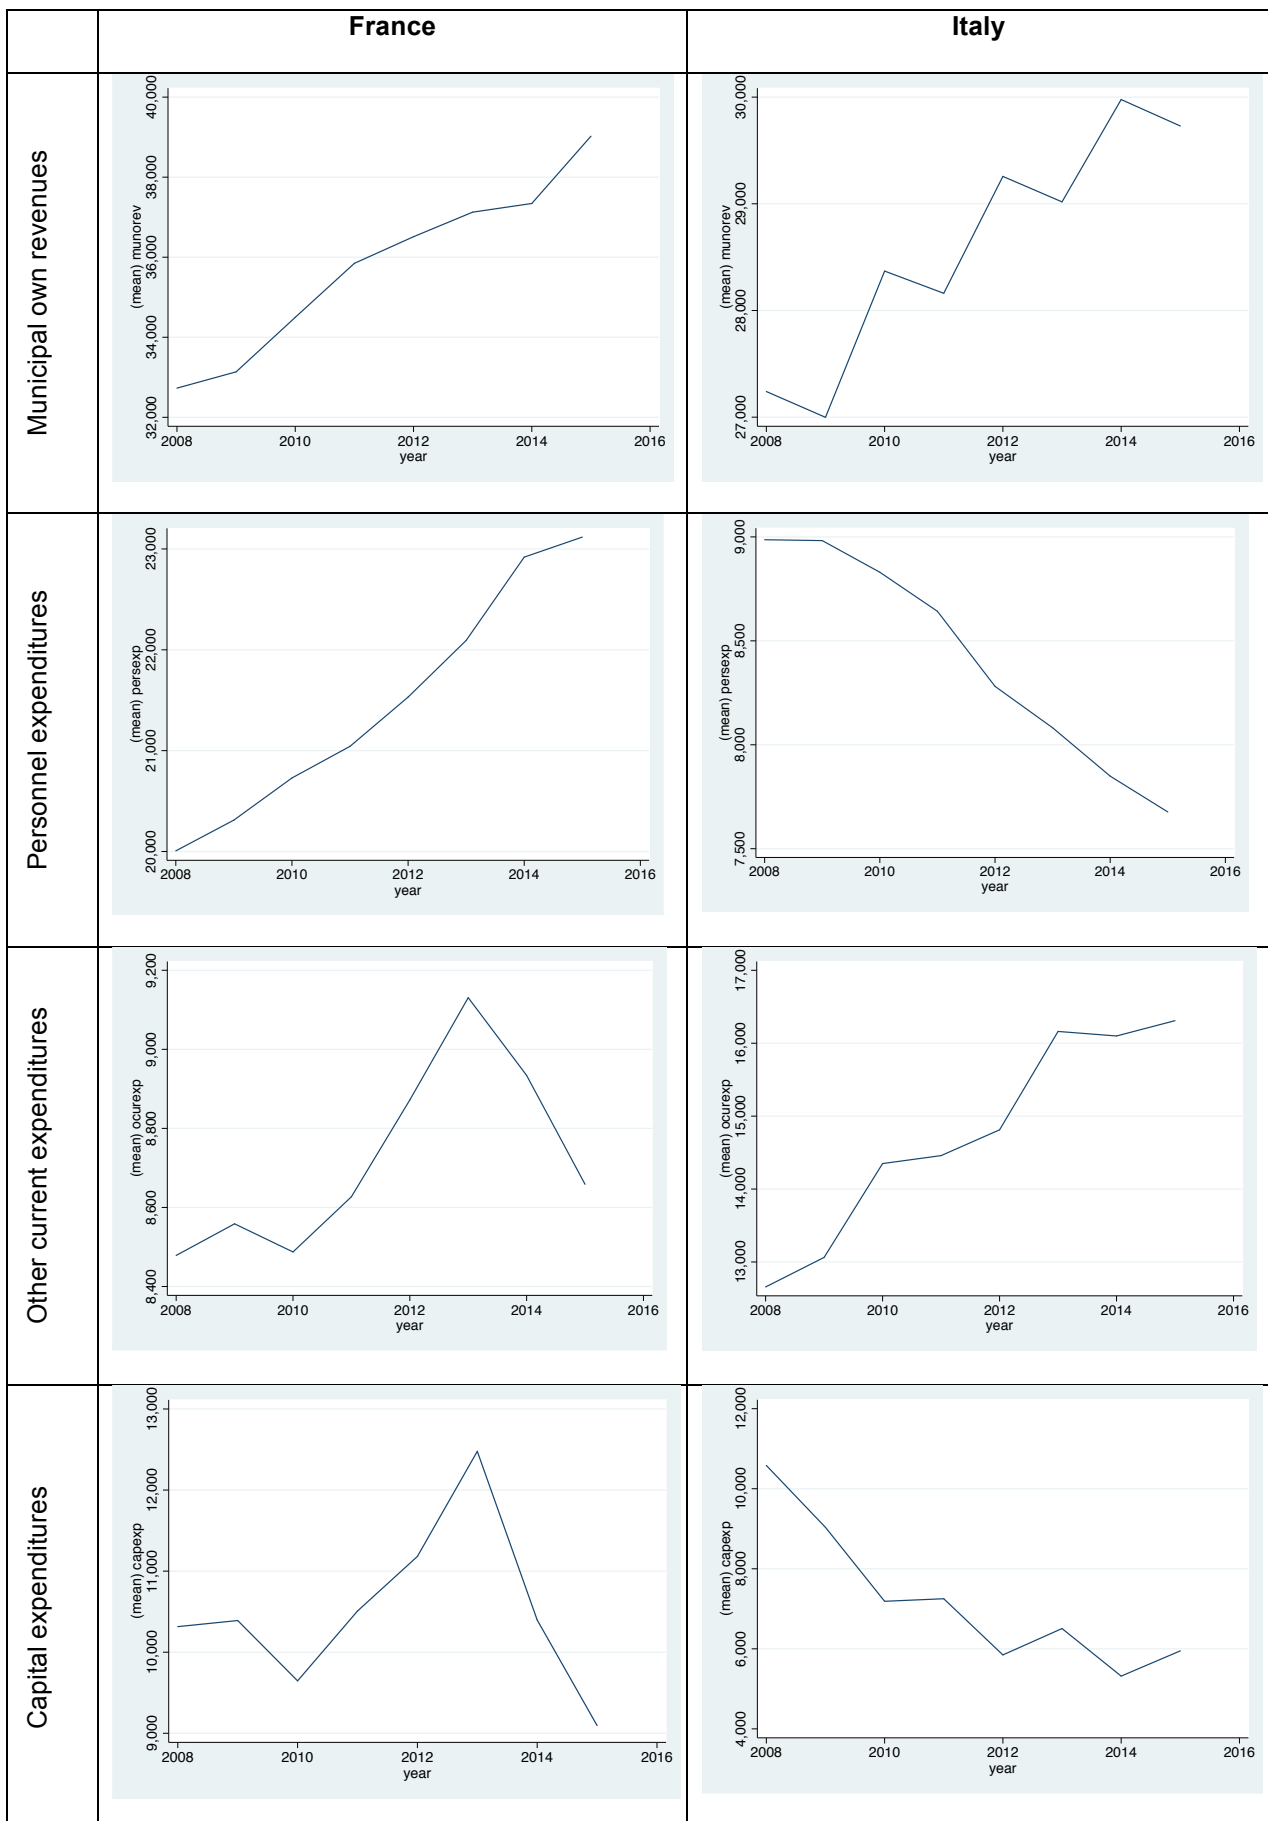 France
Italy
Municipal own revenues
(mean) munorev
40,000
38,000
36,000
34,000
32,000
2008 2010 2012 2014 2016
year
(mean) munorev
30,000
29,000
28,000
27,000
2008 2010 2012 2014 2016
year
Personnel expenditures
(mean) persexp
23,000
22,000
21,000
20,000
2008 2010 2012 2014 2016
year
(mean) persexp
9,000
8,500
8,000
7,500
2008 2010 2012 2014 2016
year
Other current expenditures
(mean) ocurexp
9,200
9,000
8,800
8,600
8,400
2008 2010 2012 2014 2016
year
(mean) ocurexp
17,000
16,000
15,000
14,000
13,000
2008 2010 2012 2014 2016
year
Capital expenditures
(mean) capexp
13,000
12,000
11,000
10,000
9,000
2008 2010 2012 2014 2016
year
(mean) capexp
12,000
10,000
8,000
6,000
4,000
2008 2010 2012 2014 2016
year